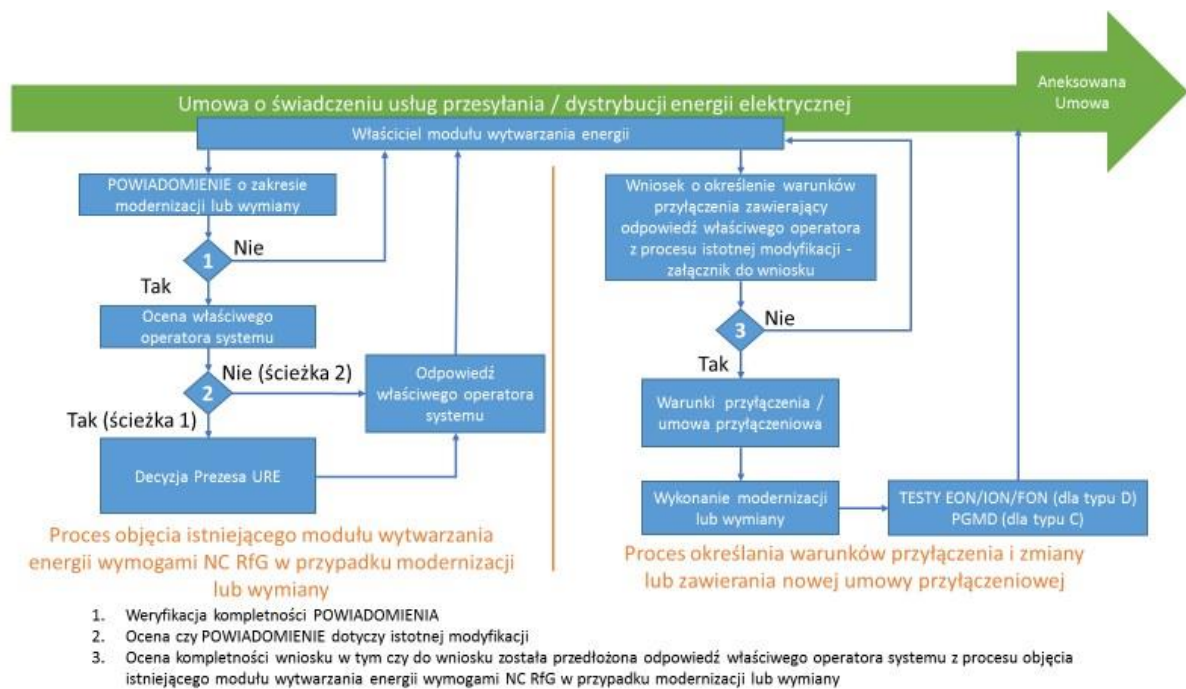 Aneksowana
Umowa
Umowa o świadczeniu usług przesyłania / dystrybucji energii elektrycznej
Właściciel modułu wytwarzania energii
POWIADOMIENIE o zakresie
modernizacji lub wymiany
1
Nie
Tak
Ocena właściwego
operatora systemu
2
Nie (ścieżka 2)
Tak (ścieżka 1)
Odpowiedź
właściwego operatora
systemu
Decyzja Prezesa URE
Proces objęcia istniejącego modułu wytwarzania
energii wymogami NC RfG w przypadku modernizacji
lub wymiany
Wniosek o określenie warunków
przyłączenia zawierający
odpowiedź właściwego operatora
z procesu istotnej modyfikacji -
załącznik do wniosku
3
Nie
Tak
Warunki przyłączenia /
umowa przyłączeniowa
Wykonanie modernizacji
lub wymiany
TESTY EON/ION/FON (dla typu D)
PGMD (dla typu C)
Proces określania warunków przyłączenia i zmiany
lub zawierania nowej umowy przyłączeniowej
1. Weryfikacja kompletności POWIADOMIENIA
2. Ocena czy POWIADOMIENIE dotyczy istotnej modyfikacji
3. Ocena kompletności wniosku w tym czy do wniosku została przedłożona odpowiedź właściwego operatora systemu z procesu objęcia
istniejącego modułu wytwarzania energii wymogami NC RfG w przypadku modernizacji lub wymiany